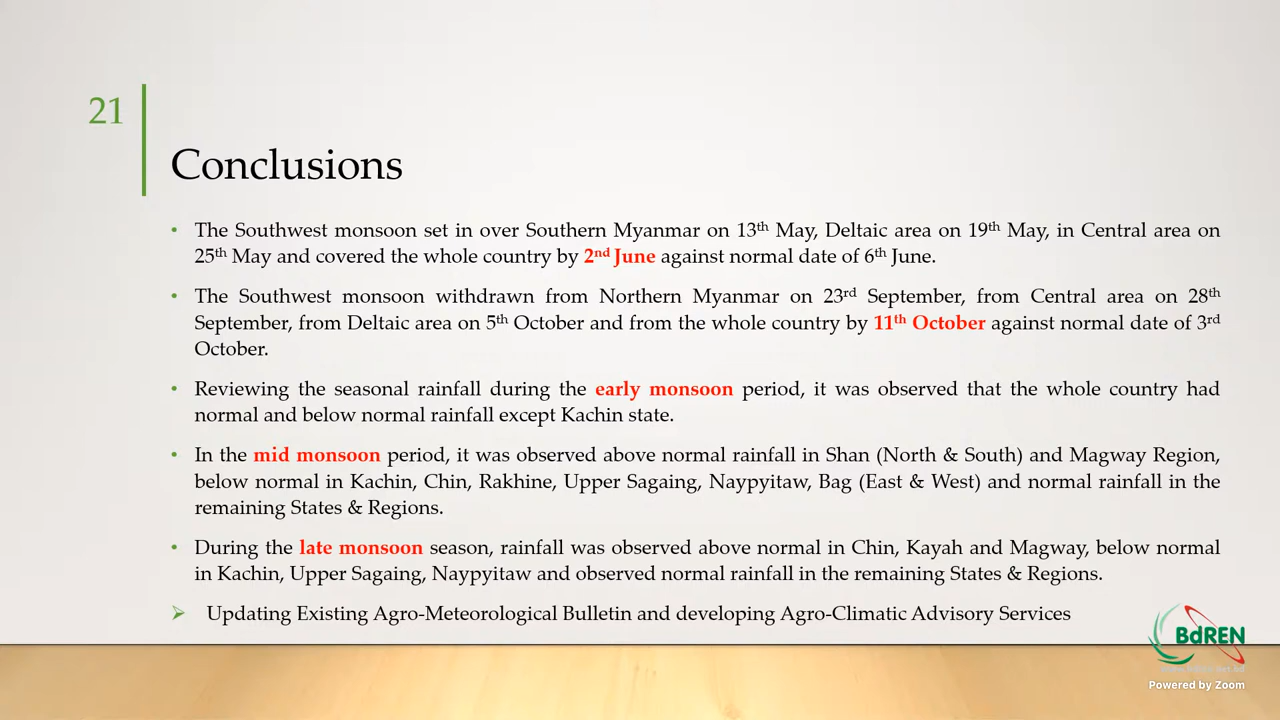 21
Conclusions
• The Southwest monsoon set in over Southern Myanmar on 13th May, Deltaic area on 19th May, in Central area on
25th May and covered the whole country by 2nd June against normal date of 6th June.
• The Southwest monsoon withdrawn from Northern Myanmar on 23rd September, from Central area on 28th
September, from Deltaic area on 5th October and from the whole country by 11th October against normal date of 3rd
October.
• Reviewing the seasonal rainfall during the early monsoon period, it was observed that the whole country had
normal and below normal rainfall except Kachin state.
• In the mid monsoon period, it was observed above normal rainfall in Shan (North & South) and Magway Region,
below normal in Kachin, Chin, Rakhine, Upper Sagaing, Naypyitaw, Bag (East & West) and normal rainfall in the
remaining States & Regions.
• During the late monsoon season, rainfall was observed above normal in Chin, Kayah and Magway, below normal
in Kachin, Upper Sagaing, Naypyitaw and observed normal rainfall in the remaining States & Regions.
➢ Updating Existing Agro-Meteorological Bulletin and developing Agro-Climatic Advisory Services
BdREN
Powered by Zoom